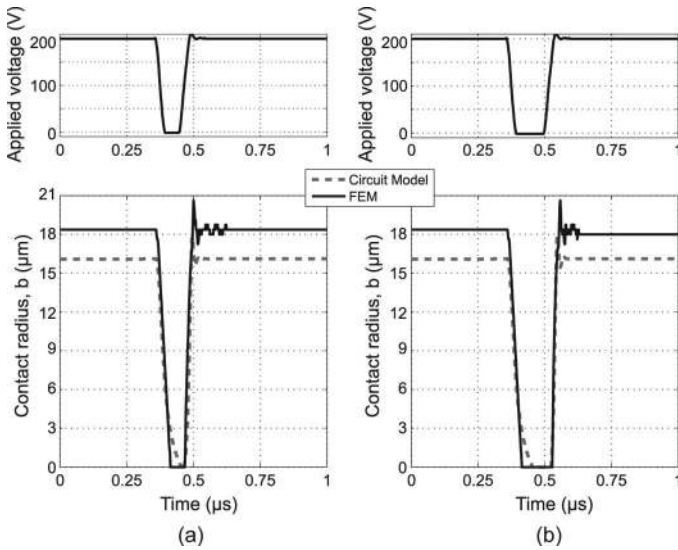 Applied voltage (V)
200
100
0
0 0.25 0.5 0.75 1
Applied voltage (V)
200
100
0
0 0.25 0.5 0.75 1
Circuit Model
FEM
Contact radius, b (μm)
21
18
15
12
9
6
3
0
0 0.25 0.5 0.75 1
Time (μs)
(a)
Contact radius, b (μm)
21
18
15
12
9
6
3
0
0 0.25 0.5 0.75 1
Time (μs)
(b)